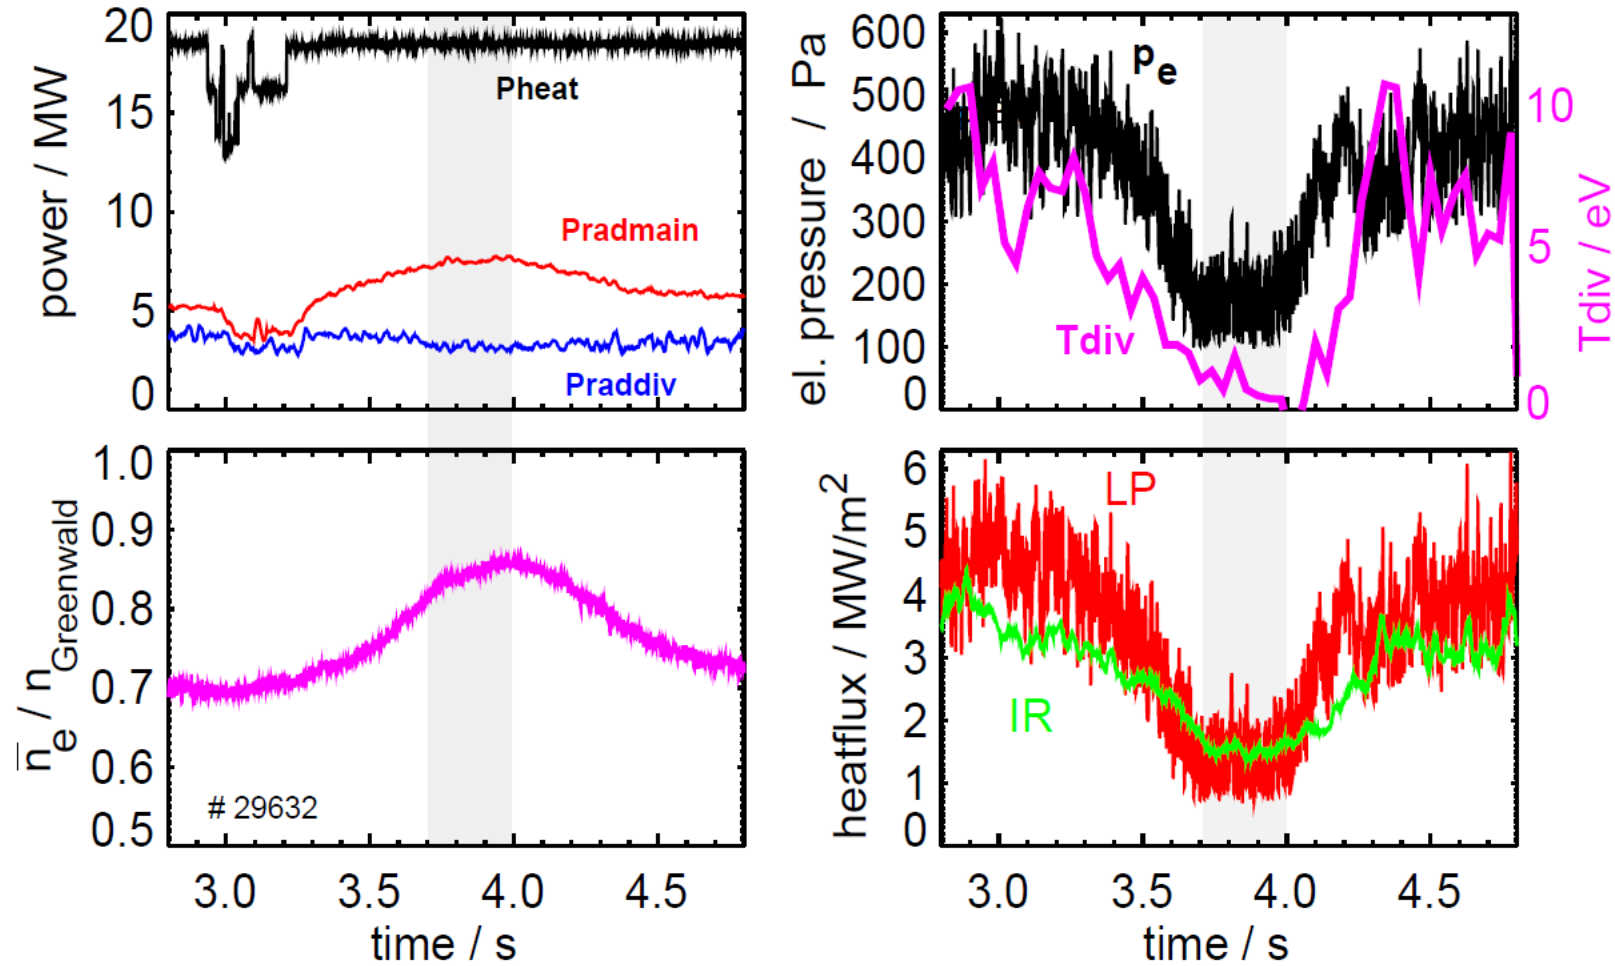 20
15
10
5
0
power / MW
Pheat
Pradmain
Praddiv
600
500
400
300
200
100
0
el. pressure / Pa
pe
Tdiv
10
5
0
Tdiv / eV
1.0
0.9
0.8
0.7
0.6
0.5
n̅e / nGreenwald
# 29632
3.0 3.5 4.0 4.5
time / s
6
5
4
3
2
1
0
heatflux / MW/m²
LP
IR
3.0 3.5 4.0 4.5
time / s